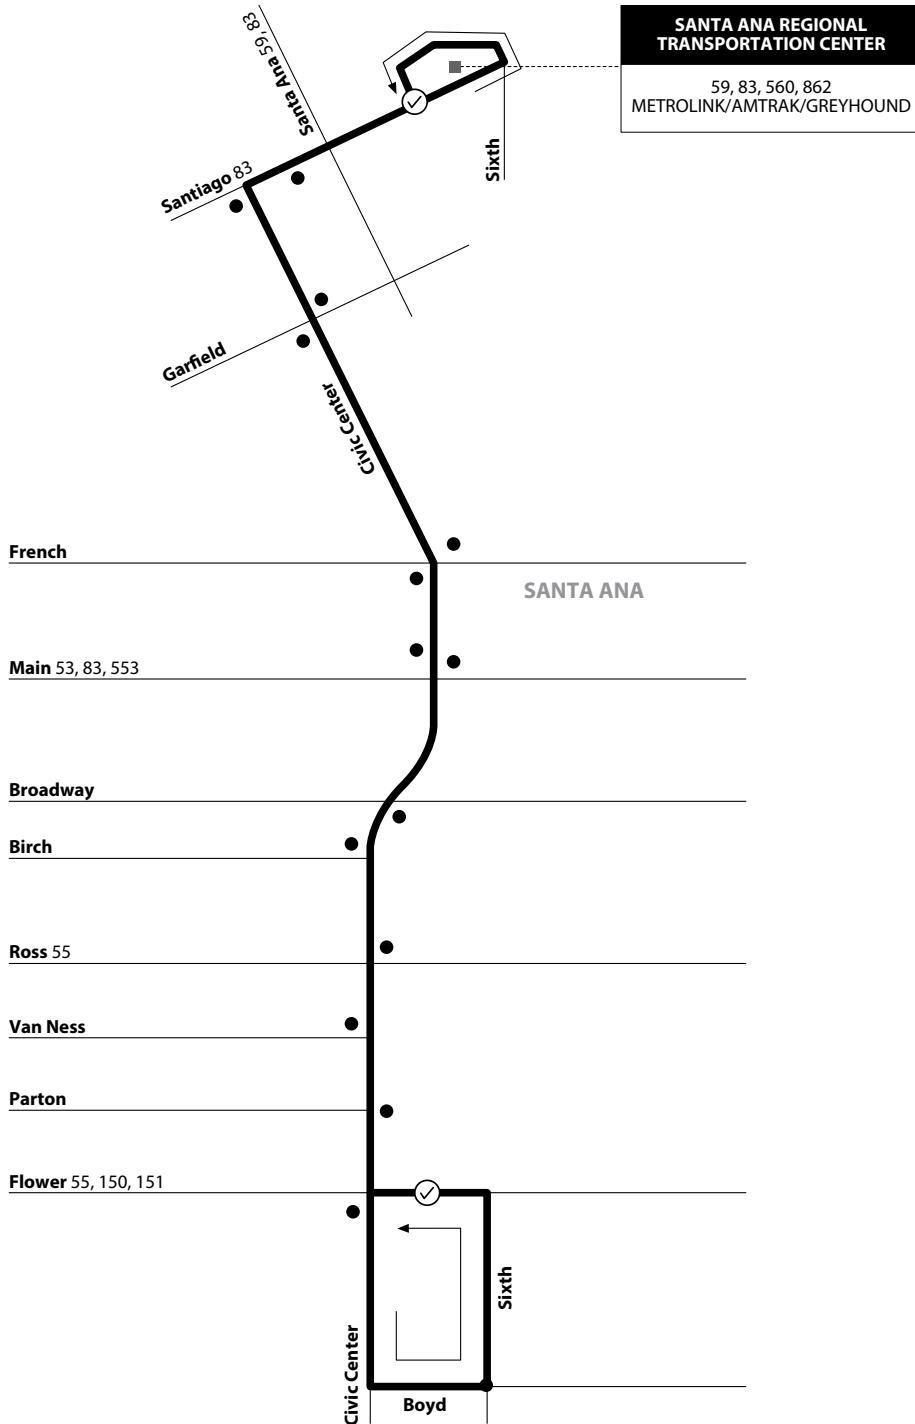 SANTA ANA REGIONAL
TRANSPORTATION CENTER
59, 83, 560, 862
METROLINK/AMTRAK/GREYHOUND
Santa Ana 59, 83
Sixth
Santiago 83
Garfield
Civic Center
French
SANTA ANA
Main 53, 83, 553
Broadway
Birch
Ross 55
Van Ness
Parton
Flower 55, 150, 151
Sixth
Civic Center
Boyd